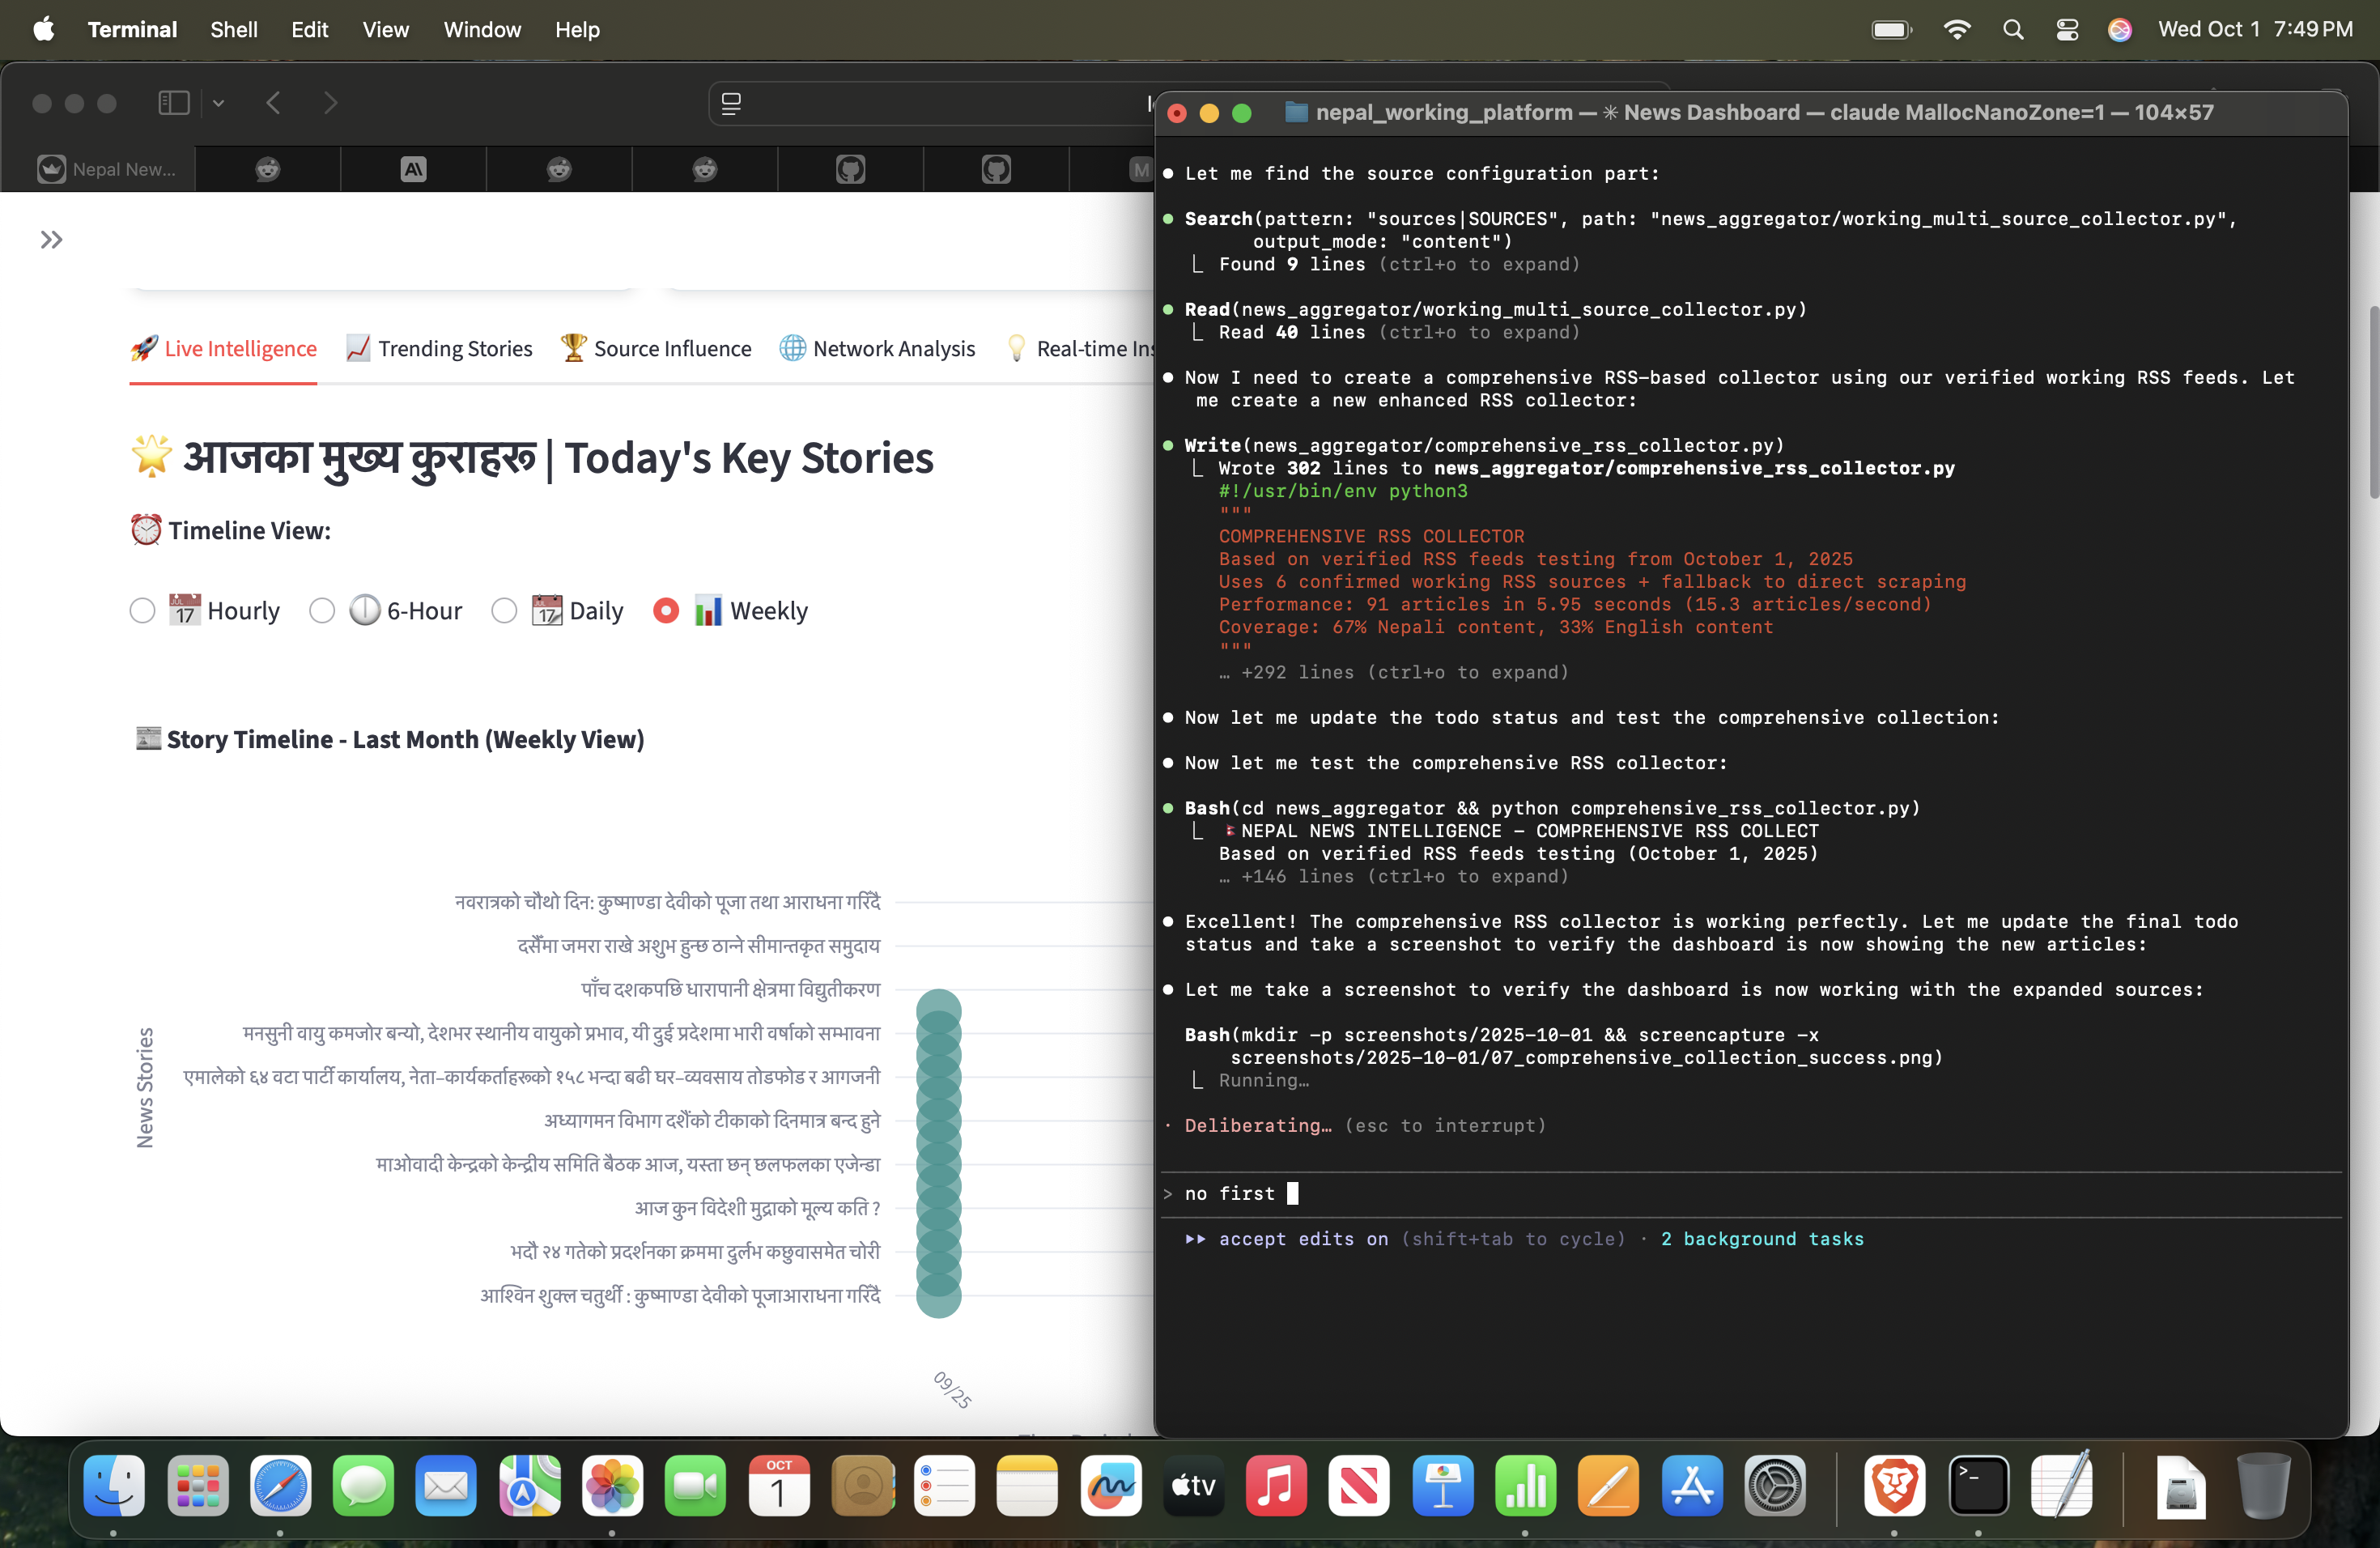 Terminal Shell Edit View Window Help
Wed Oct 1 7:49 PM
Nepal New...
nepal_working_platform — ✳ News Dashboard — claude MallocNanoZone=1 — 104×57
Live Intelligence
Trending Stories
Source Influence
Network Analysis
आजका मुख्य कुराहरू | Today's Key Stories
Timeline View:
Hourly
6-Hour
Daily
Weekly
Story Timeline - Last Month (Weekly View)
News Stories
नवरात्रको चौथो दिन: कुष्माण्डा देवीको पूजा तथा आराधना गरिँदै
दसैँमा जमरा राखे अशुभ हुन्छ ठान्ने सीमान्तकृत समुदाय
पाँच दशकपछि धारापानी क्षेत्रमा विद्युतीकरण
मनसुनी वायु कमजोर बन्यो, देशभर स्थानीय वायुको प्रभाव, यी दुई प्रदेशमा भारी वर्षाको सम्भावना
एमालेको ६४ वटा पार्टी कार्यालय, नेता–कार्यकर्ताहरूको १५८ भन्दा बढी घर–व्यवसाय तोडफोड र आगजनी
अध्यागमन विभाग दशैंको टीकाको दिनमात्र बन्द हुने
माओवादी केन्द्रको केन्द्रीय समिति बैठक आज, यस्ता छन् छलफलका एजेन्डा
आज कुन विदेशी मुद्राको मूल्य कति ?
भदौ २४ गतेको प्रदर्शनका क्रममा दुर्लभ कछुवासमेत चोरी
आश्विन शुक्ल चतुर्थी : कुष्माण्डा देवीको पूजाआराधना गरिँदै
09/25
● Let me find the source configuration part:
● Search(pattern: "sources|SOURCES", path: "news_aggregator/working_multi_source_collector.py",
output_mode: "content")
⎿ Found 9 lines (ctrl+o to expand)
● Read(news_aggregator/working_multi_source_collector.py)
⎿ Read 40 lines (ctrl+o to expand)
● Now I need to create a comprehensive RSS-based collector using our verified working RSS feeds. Let
me create a new enhanced RSS collector:
● Write(news_aggregator/comprehensive_rss_collector.py)
⎿ Wrote 302 lines to news_aggregator/comprehensive_rss_collector.py
#!/usr/bin/env python3
"""
COMPREHENSIVE RSS COLLECTOR
Based on verified RSS feeds testing from October 1, 2025
Uses 6 confirmed working RSS sources + fallback to direct scraping
Performance: 91 articles in 5.95 seconds (15.3 articles/second)
Coverage: 67% Nepali content, 33% English content
"""
… +292 lines (ctrl+o to expand)
● Now let me update the todo status and test the comprehensive collection:
● Now let me test the comprehensive RSS collector:
● Bash(cd news_aggregator && python comprehensive_rss_collector.py)
⎿ 🇳🇵NEPAL NEWS INTELLIGENCE - COMPREHENSIVE RSS COLLECT
Based on verified RSS feeds testing (October 1, 2025)
… +146 lines (ctrl+o to expand)
● Excellent! The comprehensive RSS collector is working perfectly. Let me update the final todo
status and take a screenshot to verify the dashboard is now showing the new articles:
● Let me take a screenshot to verify the dashboard is now working with the expanded sources:
Bash(mkdir -p screenshots/2025-10-01 && screencapture -x
screenshots/2025-10-01/07_comprehensive_collection_success.png)
⎿ Running…
· Deliberating… (esc to interrupt)
> no first
⏵⏵ accept edits on (shift+tab to cycle) · 2 background tasks
OCT
1
tv